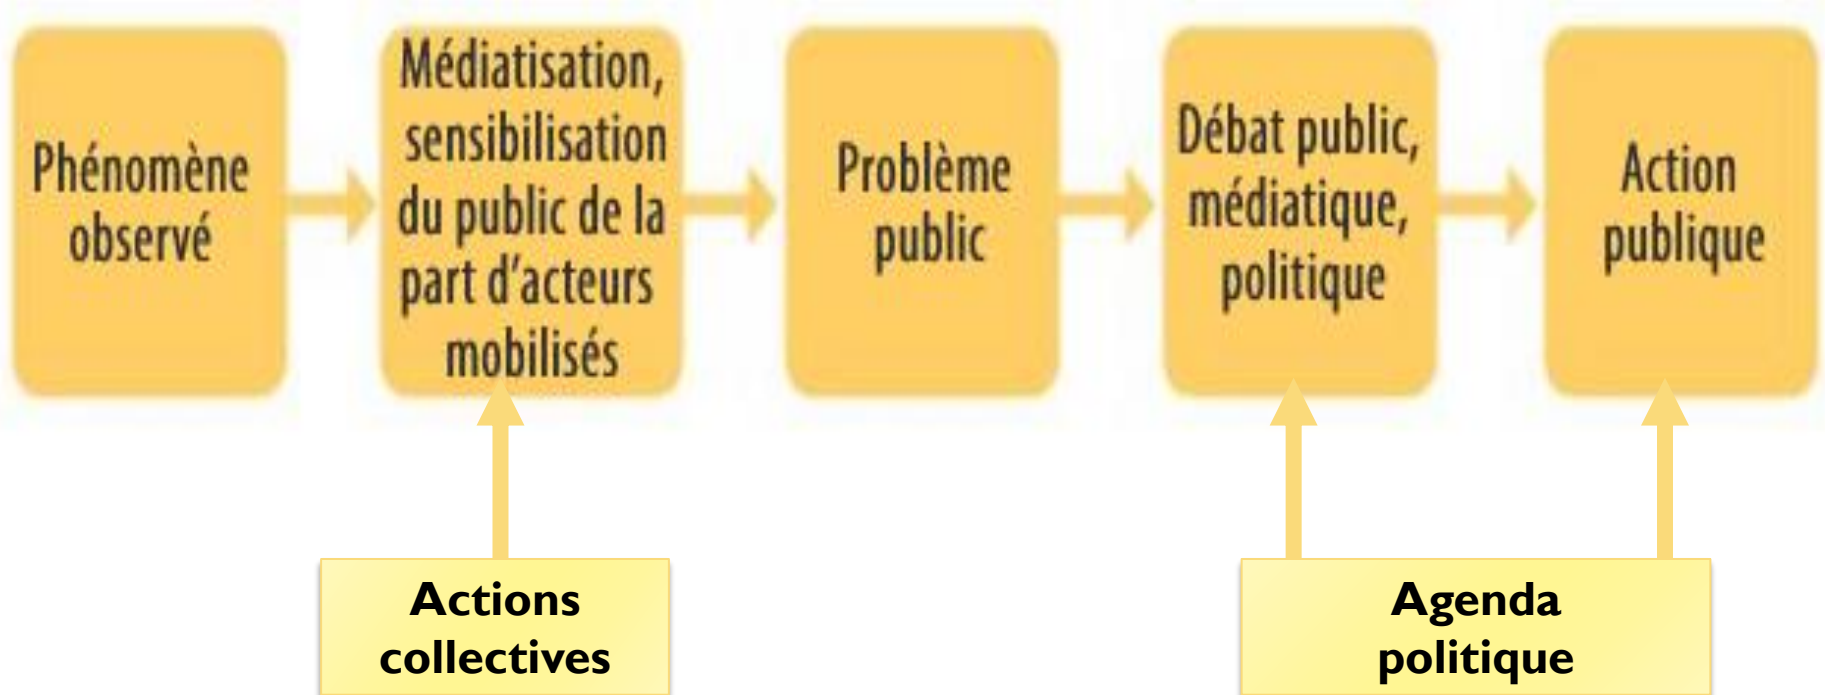 Phénomène
observé
Médiatisation,
sensibilisation
du public de la
part d'acteurs
mobilisés
Problème
public
Débat public,
médiatique,
politique
Action
publique
Actions
collectives
Agenda
politique